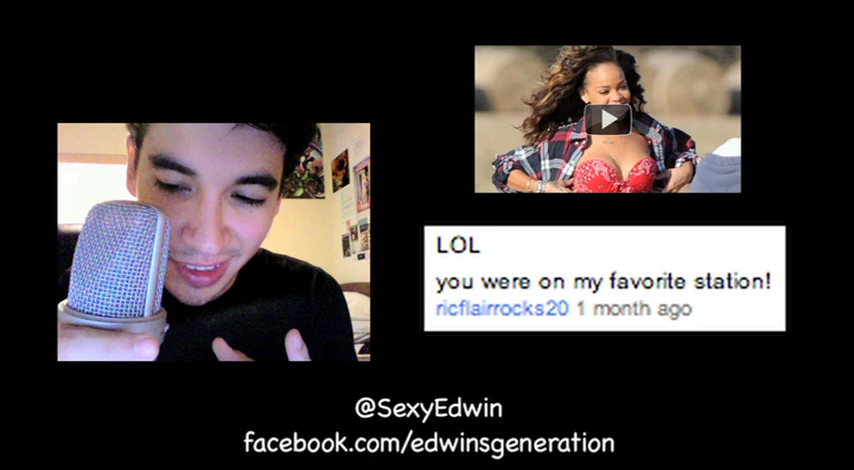 LOL
you were on my favorite station!
ricflairrocks20 1 month ago
@SexyEdwin
facebook.com/edwinsgeneration